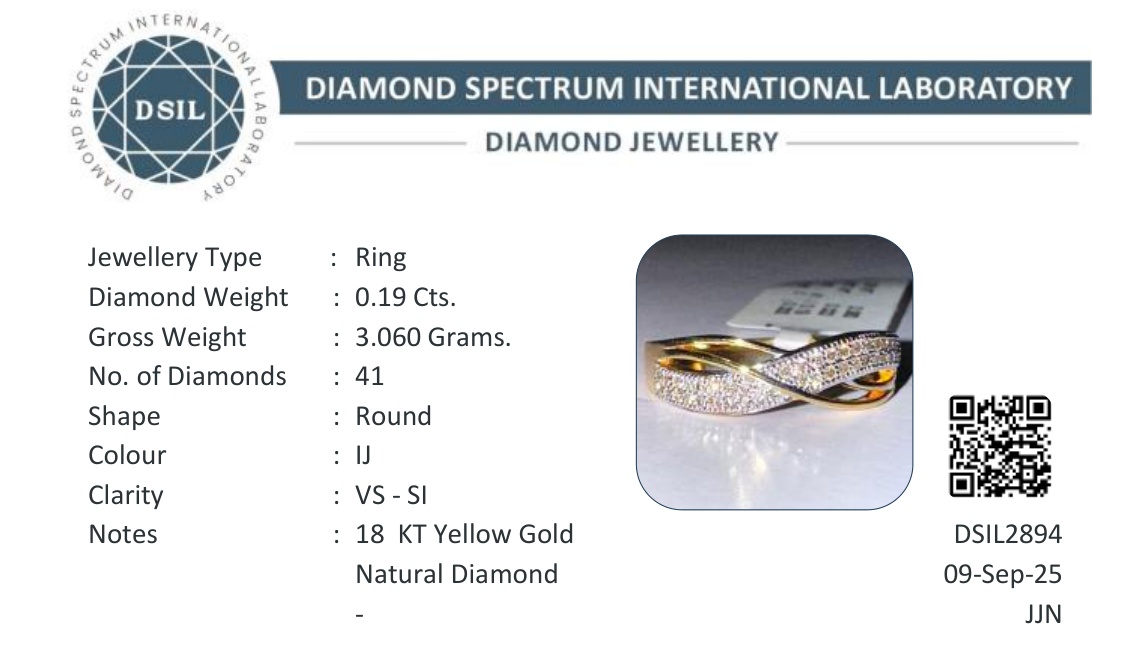 DIAMOND SPECTRUM INTERNATIONAL LABORATORY
DSIL
DIAMOND SPECTRUM INTERNATIONAL LABORATORY
DIAMOND JEWELLERY
Jewellery Type : Ring
Diamond Weight : 0.19 Cts.
Gross Weight : 3.060 Grams.
No. of Diamonds : 41
Shape : Round
Colour : IJ
Clarity : VS - SI
Notes : 18 KT Yellow Gold
Natural Diamond
-
DSIL2894
09-Sep-25
JJN